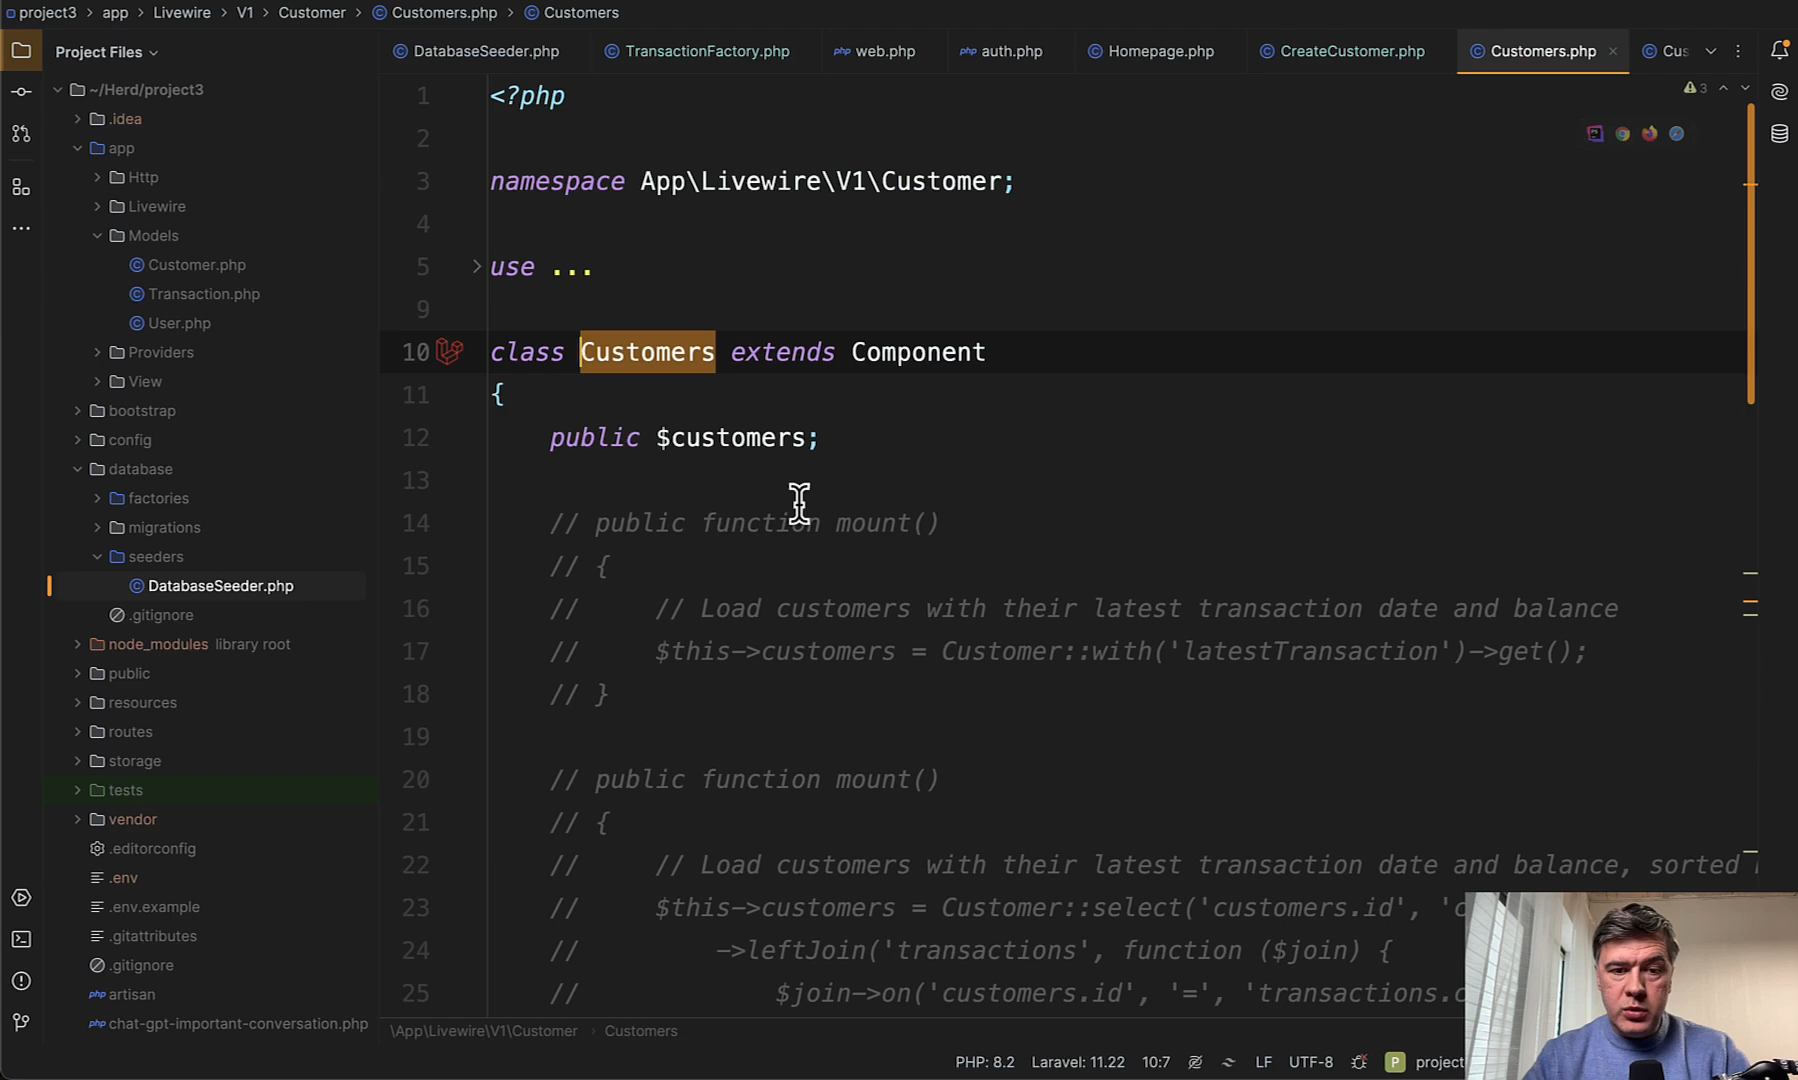 project3 > app > Livewire > V1 > Customer > Customers.php > Customers
Project Files
DatabaseSeeder.php
TransactionFactory.php
php web.php
php auth.php
Homepage.php
CreateCustomer.php
Customers.php
Cus
~/Herd/project3
.idea
app
Http
Livewire
Models
Customer.php
Transaction.php
User.php
Providers
View
bootstrap
config
database
factories
migrations
seeders
DatabaseSeeder.php
.gitignore
node_modules library root
public
resources
routes
storage
tests
vendor
.editorconfig
.env
.env.example
.gitattributes
.gitignore
php artisan
php chat-gpt-important-conversation.php
3
1 <?php
2
3 namespace App\Livewire\V1\Customer;
4
5 use ...
9
10 class Customers extends Component
11 {
12 public $customers;
13
14 // public function mount()
15 // {
16 // // Load customers with their latest transaction date and balance
17 // $this->customers = Customer::with('latestTransaction')->get();
18 // }
19
20 // public function mount()
21 // {
22 // // Load customers with their latest transaction date and balance, sorted
23 // $this->customers = Customer::select('customers.id', 'c
24 // ->leftJoin('transactions', function ($join) {
25 // $join->on('customers.id', '=', 'transactions.c
\App\Livewire\V1\Customer > Customers
PHP: 8.2 Laravel: 11.22 10:7 LF UTF-8 P project